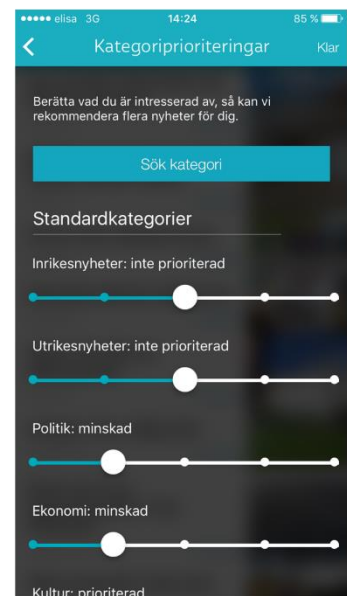 elisa 3G 14:24 85 %
Kategoriprioriteringar Klar
Berätta vad du är intresserad av, så kan vi
rekommendera flera nyheter för dig.
Sök kategori
Standardkategorier
Inrikesnyheter: inte prioriterad
Utrikesnyheter: inte prioriterad
Politik: minskad
Ekonomi: minskad
Kultur: prioriterad